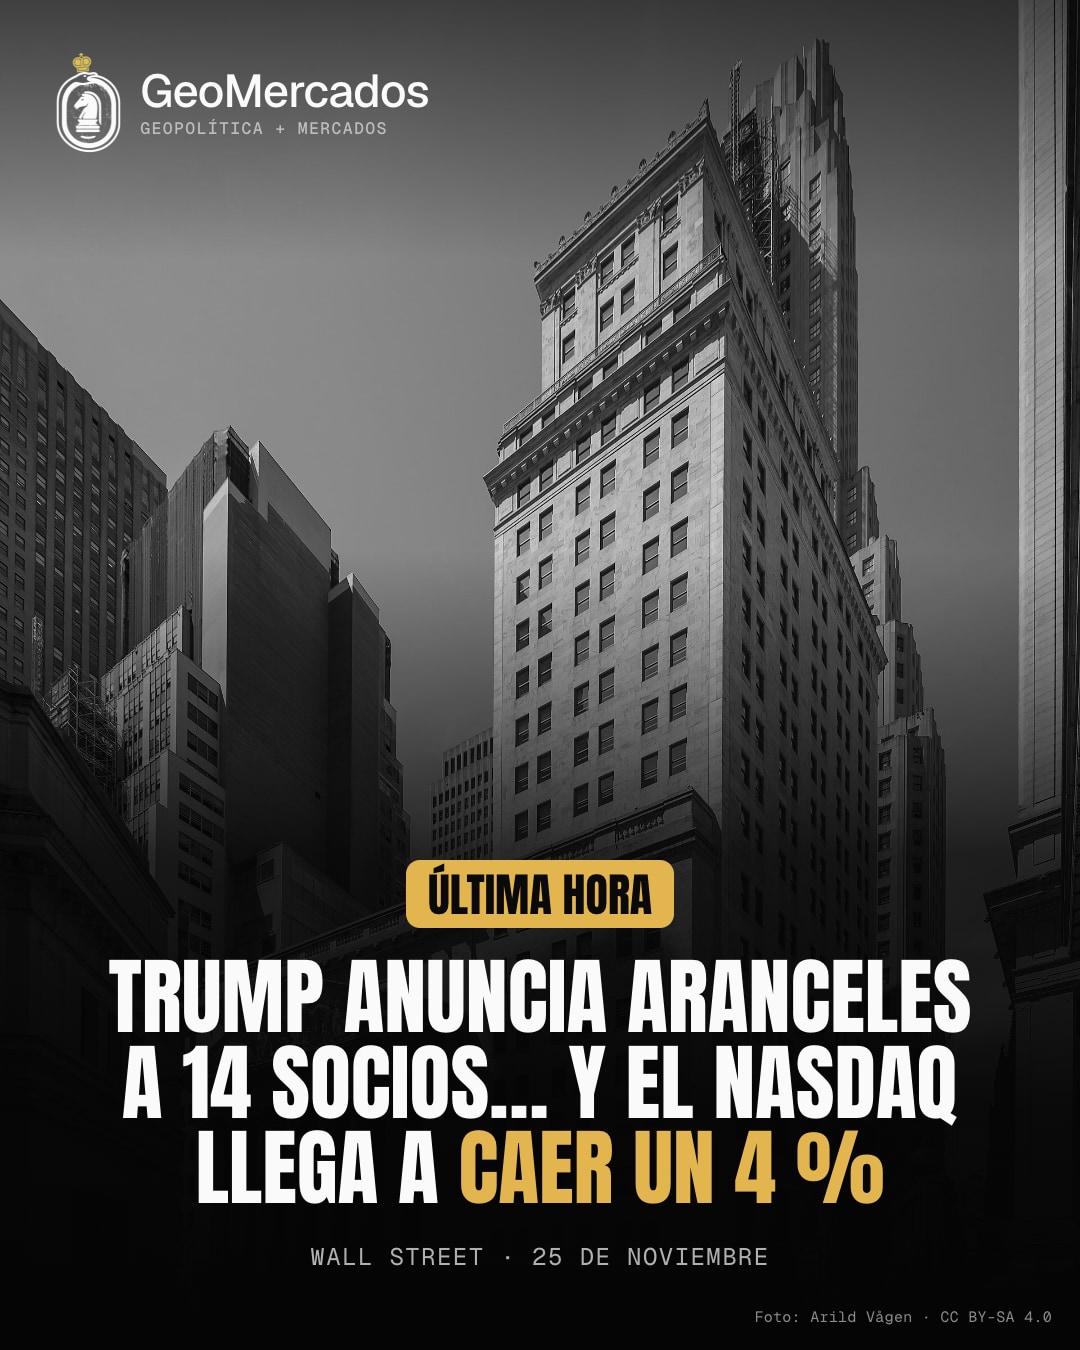 GeoMercados
GEOPOLÍTICA + MERCADOS
ÚLTIMA HORA
TRUMP ANUNCIA ARANCELES
A 14 SOCIOS... Y EL NASDAQ
LLEGA A CAER UN 4 %
WALL STREET · 25 DE NOVIEMBRE
Foto: Arild Vågen · CC BY-SA 4.0